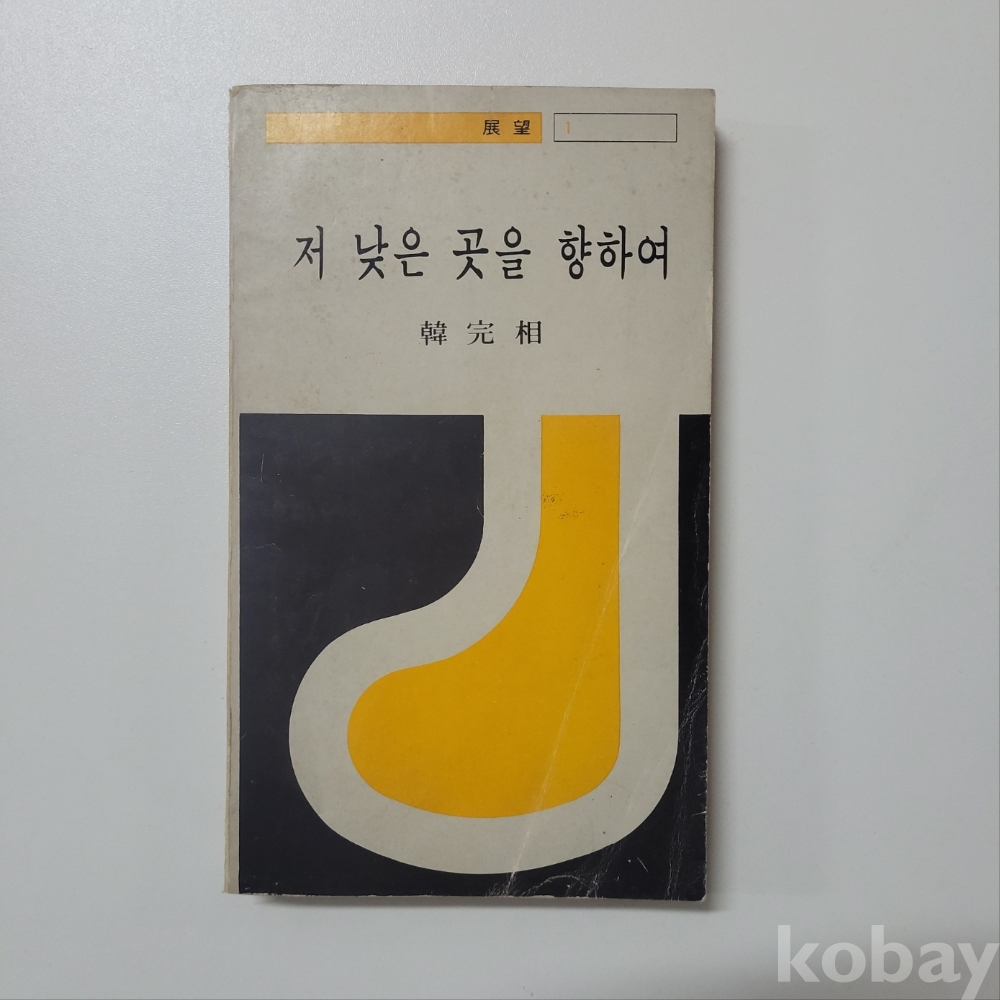 展望 1
저 낮은 곳을 향하여
韓完相
kobay